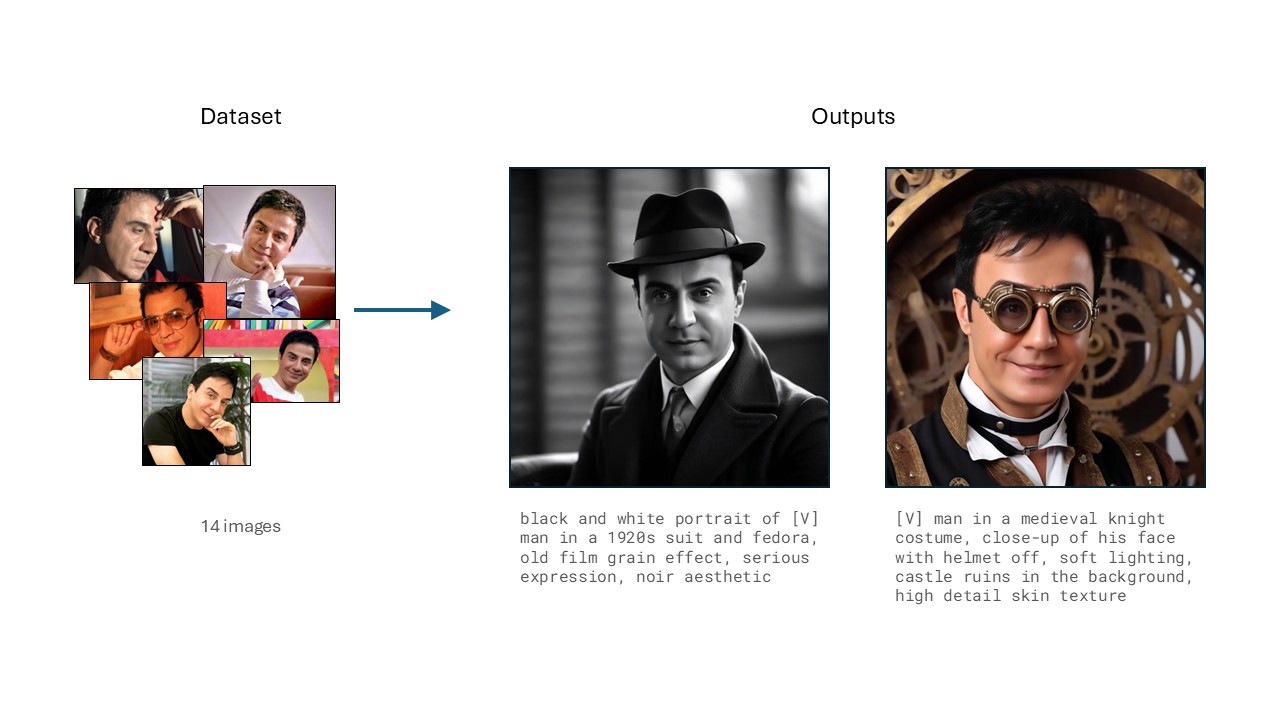 Dataset
Outputs
14 images
black and white portrait of [V]
man in a 1920s suit and fedora,
old film grain effect, serious
expression, noir aesthetic
[V] man in a medieval knight
costume, close-up of his face
with helmet off, soft lighting,
castle ruins in the background,
high detail skin texture